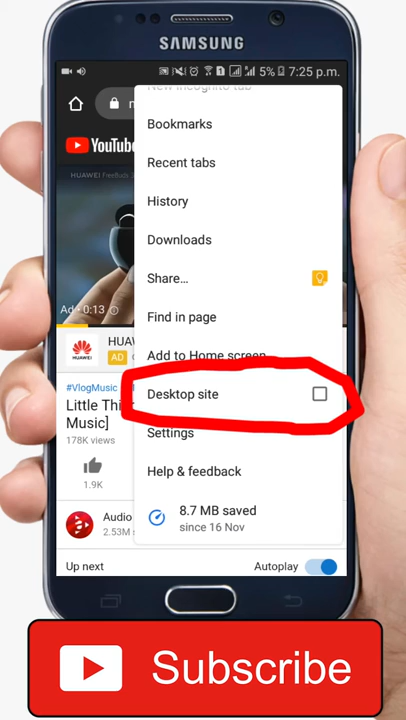 SAMSUNG
5% 7:25 p.m.
New incognito tab
YouTube
Bookmarks
Recent tabs
History
Downloads
Share...
Find in page
Add to Home screen
Desktop site
Settings
Help & feedback
8.7 MB saved
since 16 Nov
Ad · 0:13
HUAW
AD
#VlogMusic
Little Thi
Music]
178K views
1.9K
Audio
2.53M s
Up next
Autoplay
Subscribe